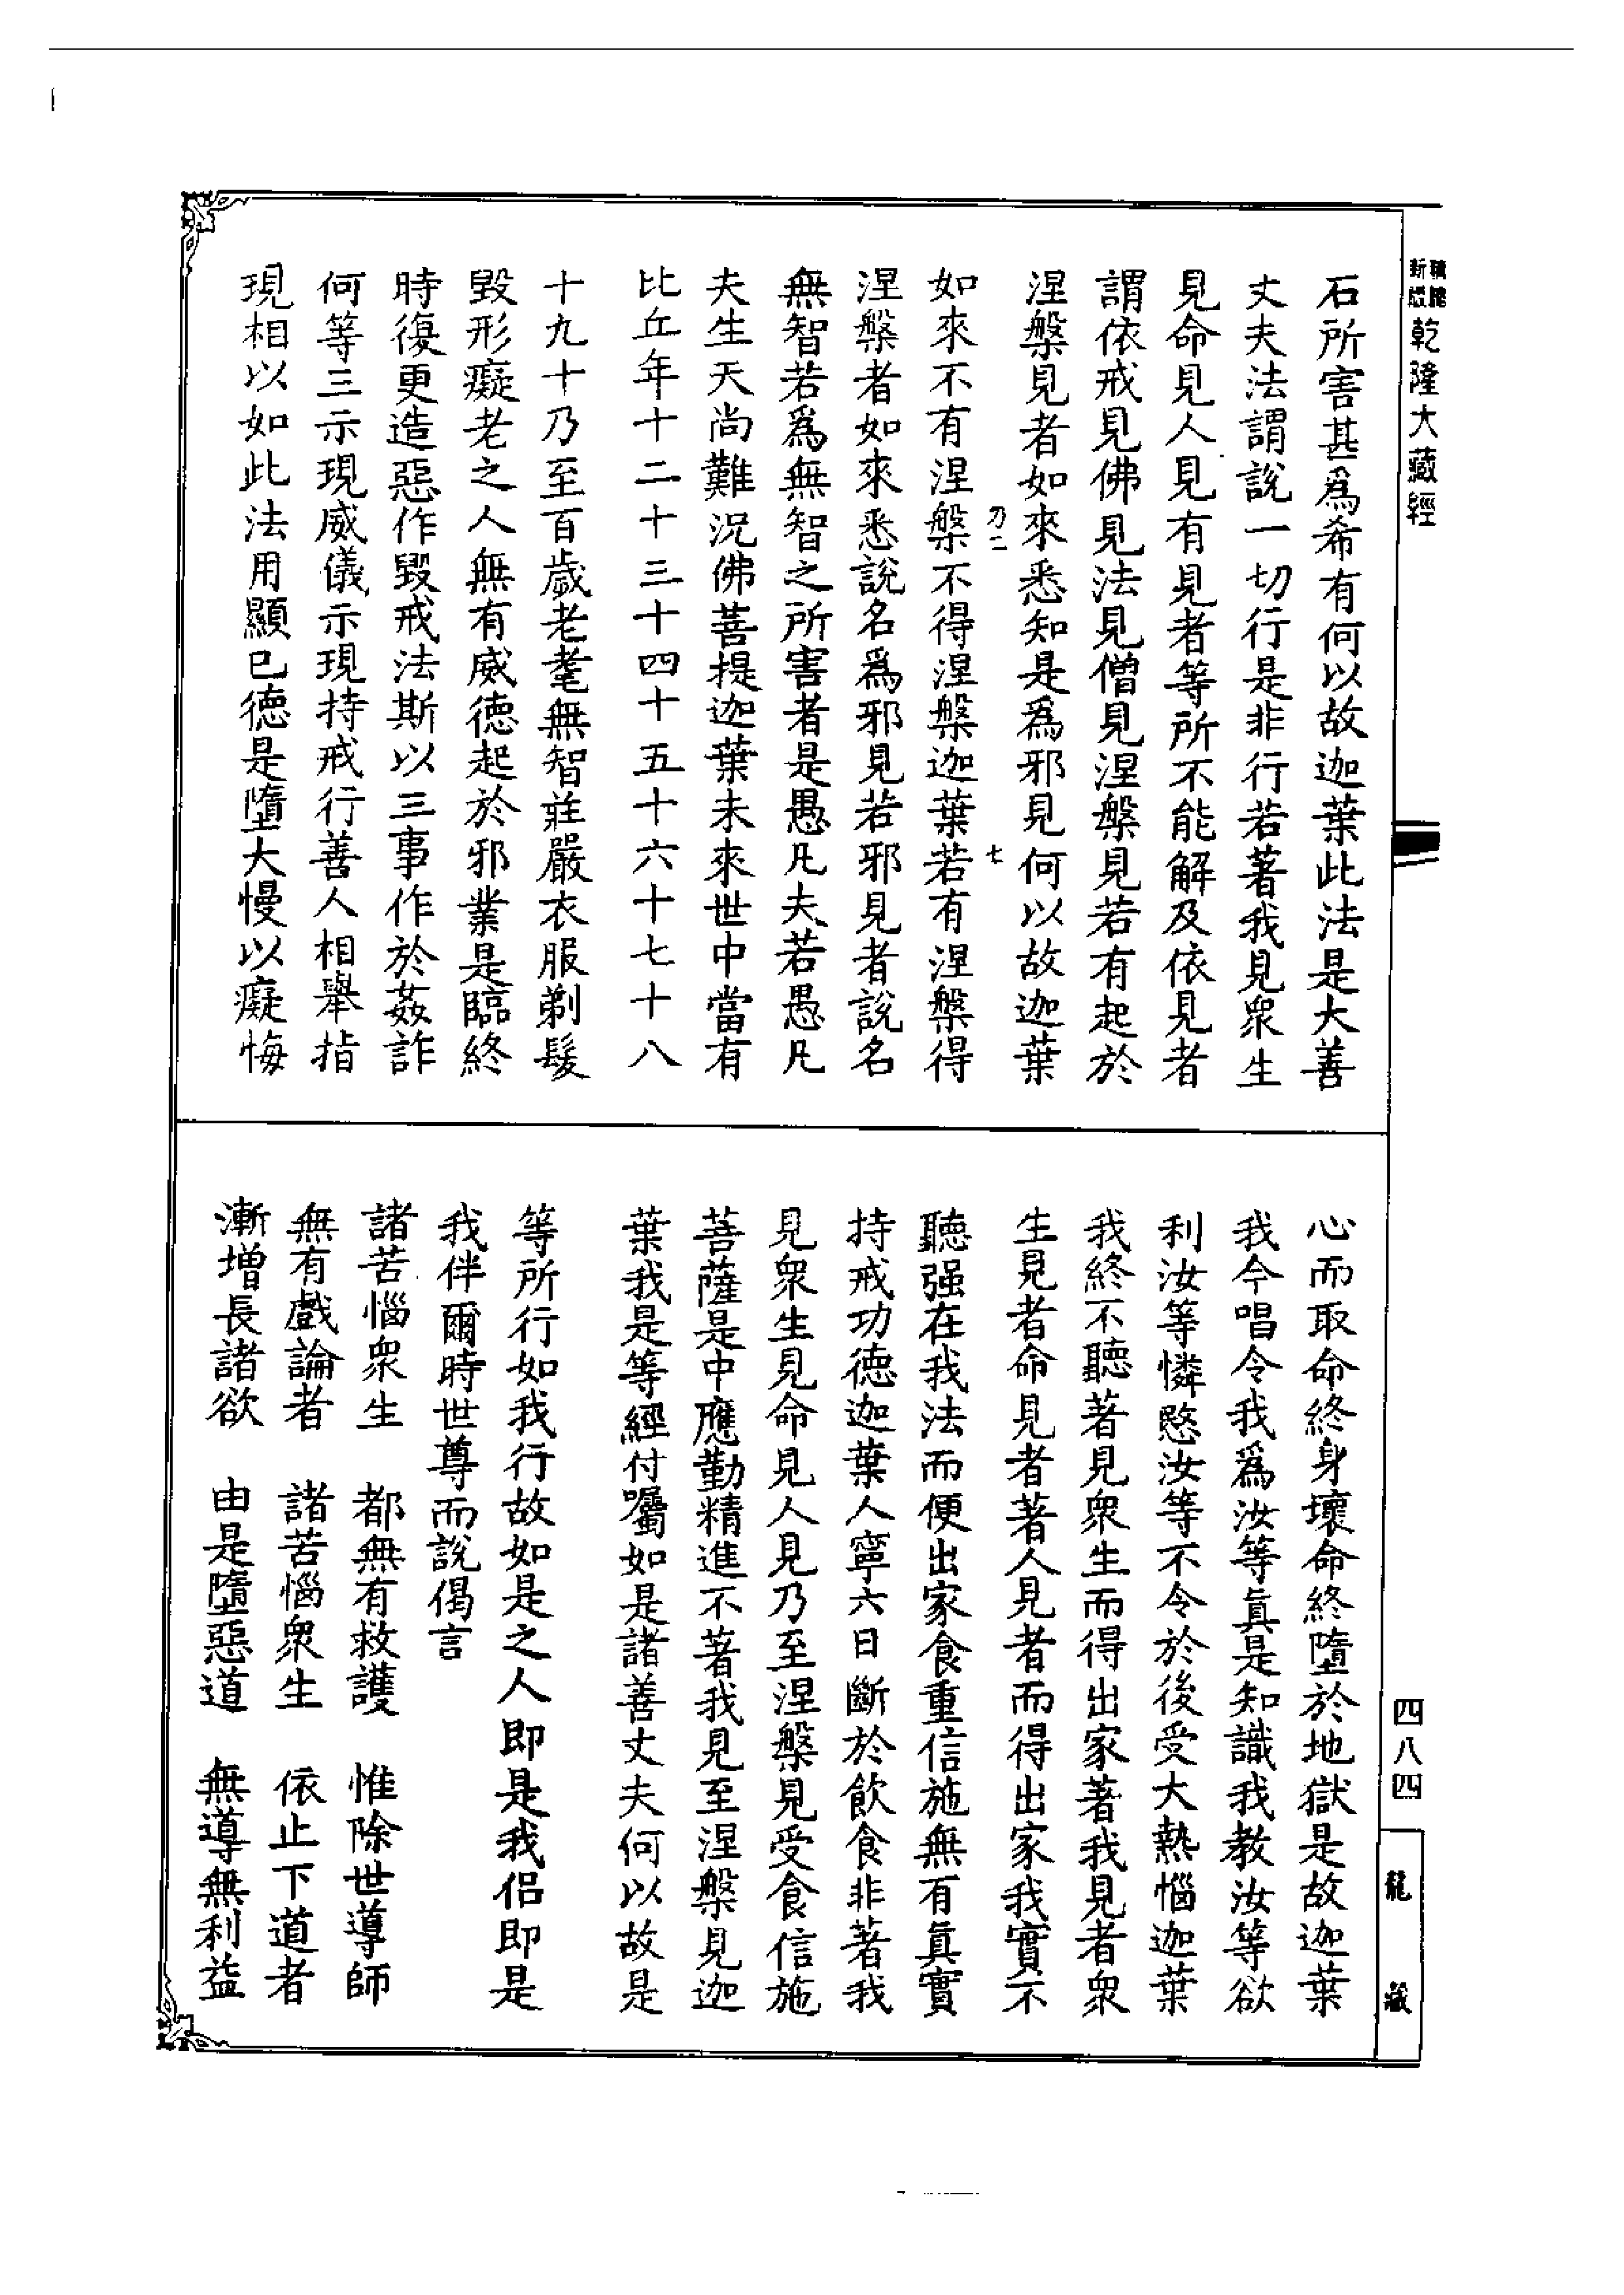 新 乾隆大藏經
石所害甚為希有何以故迦葉此法是大善
丈夫法謂說一切行是非行若著我見眾生
見命見人見有見者等所不能解及依見者
謂依戒見佛見法見僧見涅槃見若有起於
涅槃見者如來悉知是為邪見何以故迦葉
乃二 七
如來不有涅槃不得涅槃迦葉若有涅槃得
涅槃者如來悉說名為邪見若邪見者說名
無智若為無智之所害者是愚凡夫若愚凡
夫生天尚難況佛菩提迦葉未來世中當有
比丘年十二十三十四十五十六十七十八
十九十乃至百歲老耄無智莊嚴衣服剃髮
毀形癡老之人無有威德起於邪業是臨終
時復更造惡作毀戒法斯以三事作於姦詐
何等三示現威儀示現持戒行善人相舉指
現相以如此法用顯已德是墮大慢以癡悔
心而取命終身壞命終墮於地獄是故迦葉
我今唱令我為汝等真是知識我教汝等欲
利汝等憐愍汝等不令於後受大熱惱迦葉
我終不聽著見眾生而得出家著我見者眾
生見者命見者著人見者而得出家我實不
聽强在我法而便出家食重信施無有真實
持戒功德迦葉人寧六日斷於飲食非著我
見眾生見命見人見乃至涅槃見受食信施
菩薩是中應勤精進不著我見至涅槃見迦
葉我是等經付囑如是諸善丈夫何以故是
等所行如我行故如是之人即是我侶即是
我伴爾時世尊而說偈言
諸苦惱眾生 都無有救護 惟除世導師
無有戲論者 諸苦惱眾生 依止下道者
漸增長諸欲 由是墮惡道 無導無利益
四八四
龍藏